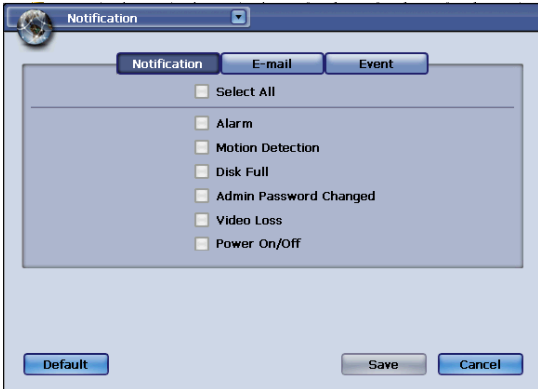 Notification
Notification E-mail Event
Select All
Alarm
Motion Detection
Disk Full
Admin Password Changed
Video Loss
Power On/Off
Default Save Cancel